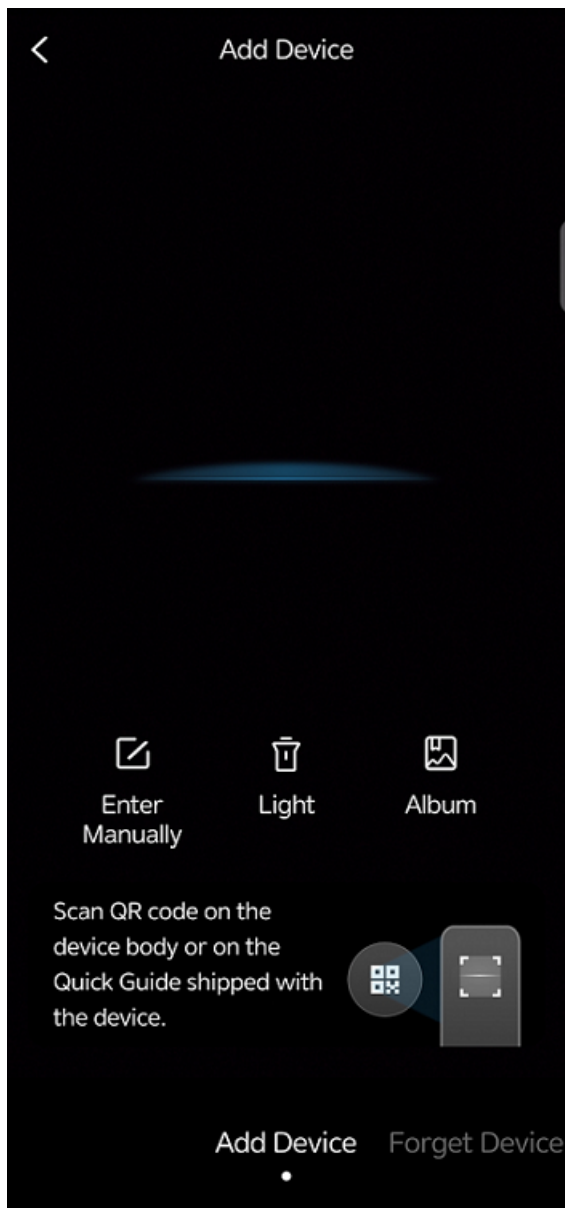 Add Device
Enter
Manually
Light
Album
Scan QR code on the
device body or on the
Quick Guide shipped with
the device.
Add Device
Forget Device